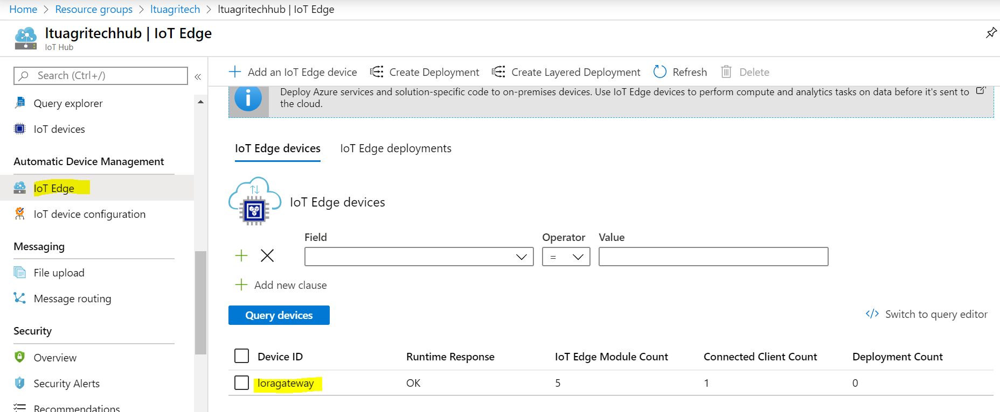 Home > Resource groups > ltuagritech > ltuagritechhub | IoT Edge
ltuagritechhub | IoT Edge
IoT Hub
Search (Ctrl+/)
«
Query explorer
IoT devices
Automatic Device Management
IoT Edge
IoT device configuration
Messaging
File upload
Message routing
Security
Overview
Security Alerts
Recommendations
Add an IoT Edge device
Create Deployment
Create Layered Deployment
Refresh
Delete
Deploy Azure services and solution-specific code to on-premises devices. Use IoT Edge devices to perform compute and analytics tasks on data before it's sent to
the cloud.
IoT Edge devices IoT Edge deployments
IoT Edge devices
Field Operator Value
=
Add new clause
Query devices
</> Switch to query editor
Device ID Runtime Response IoT Edge Module Count Connected Client Count Deployment Count
loragateway OK 5 1 0